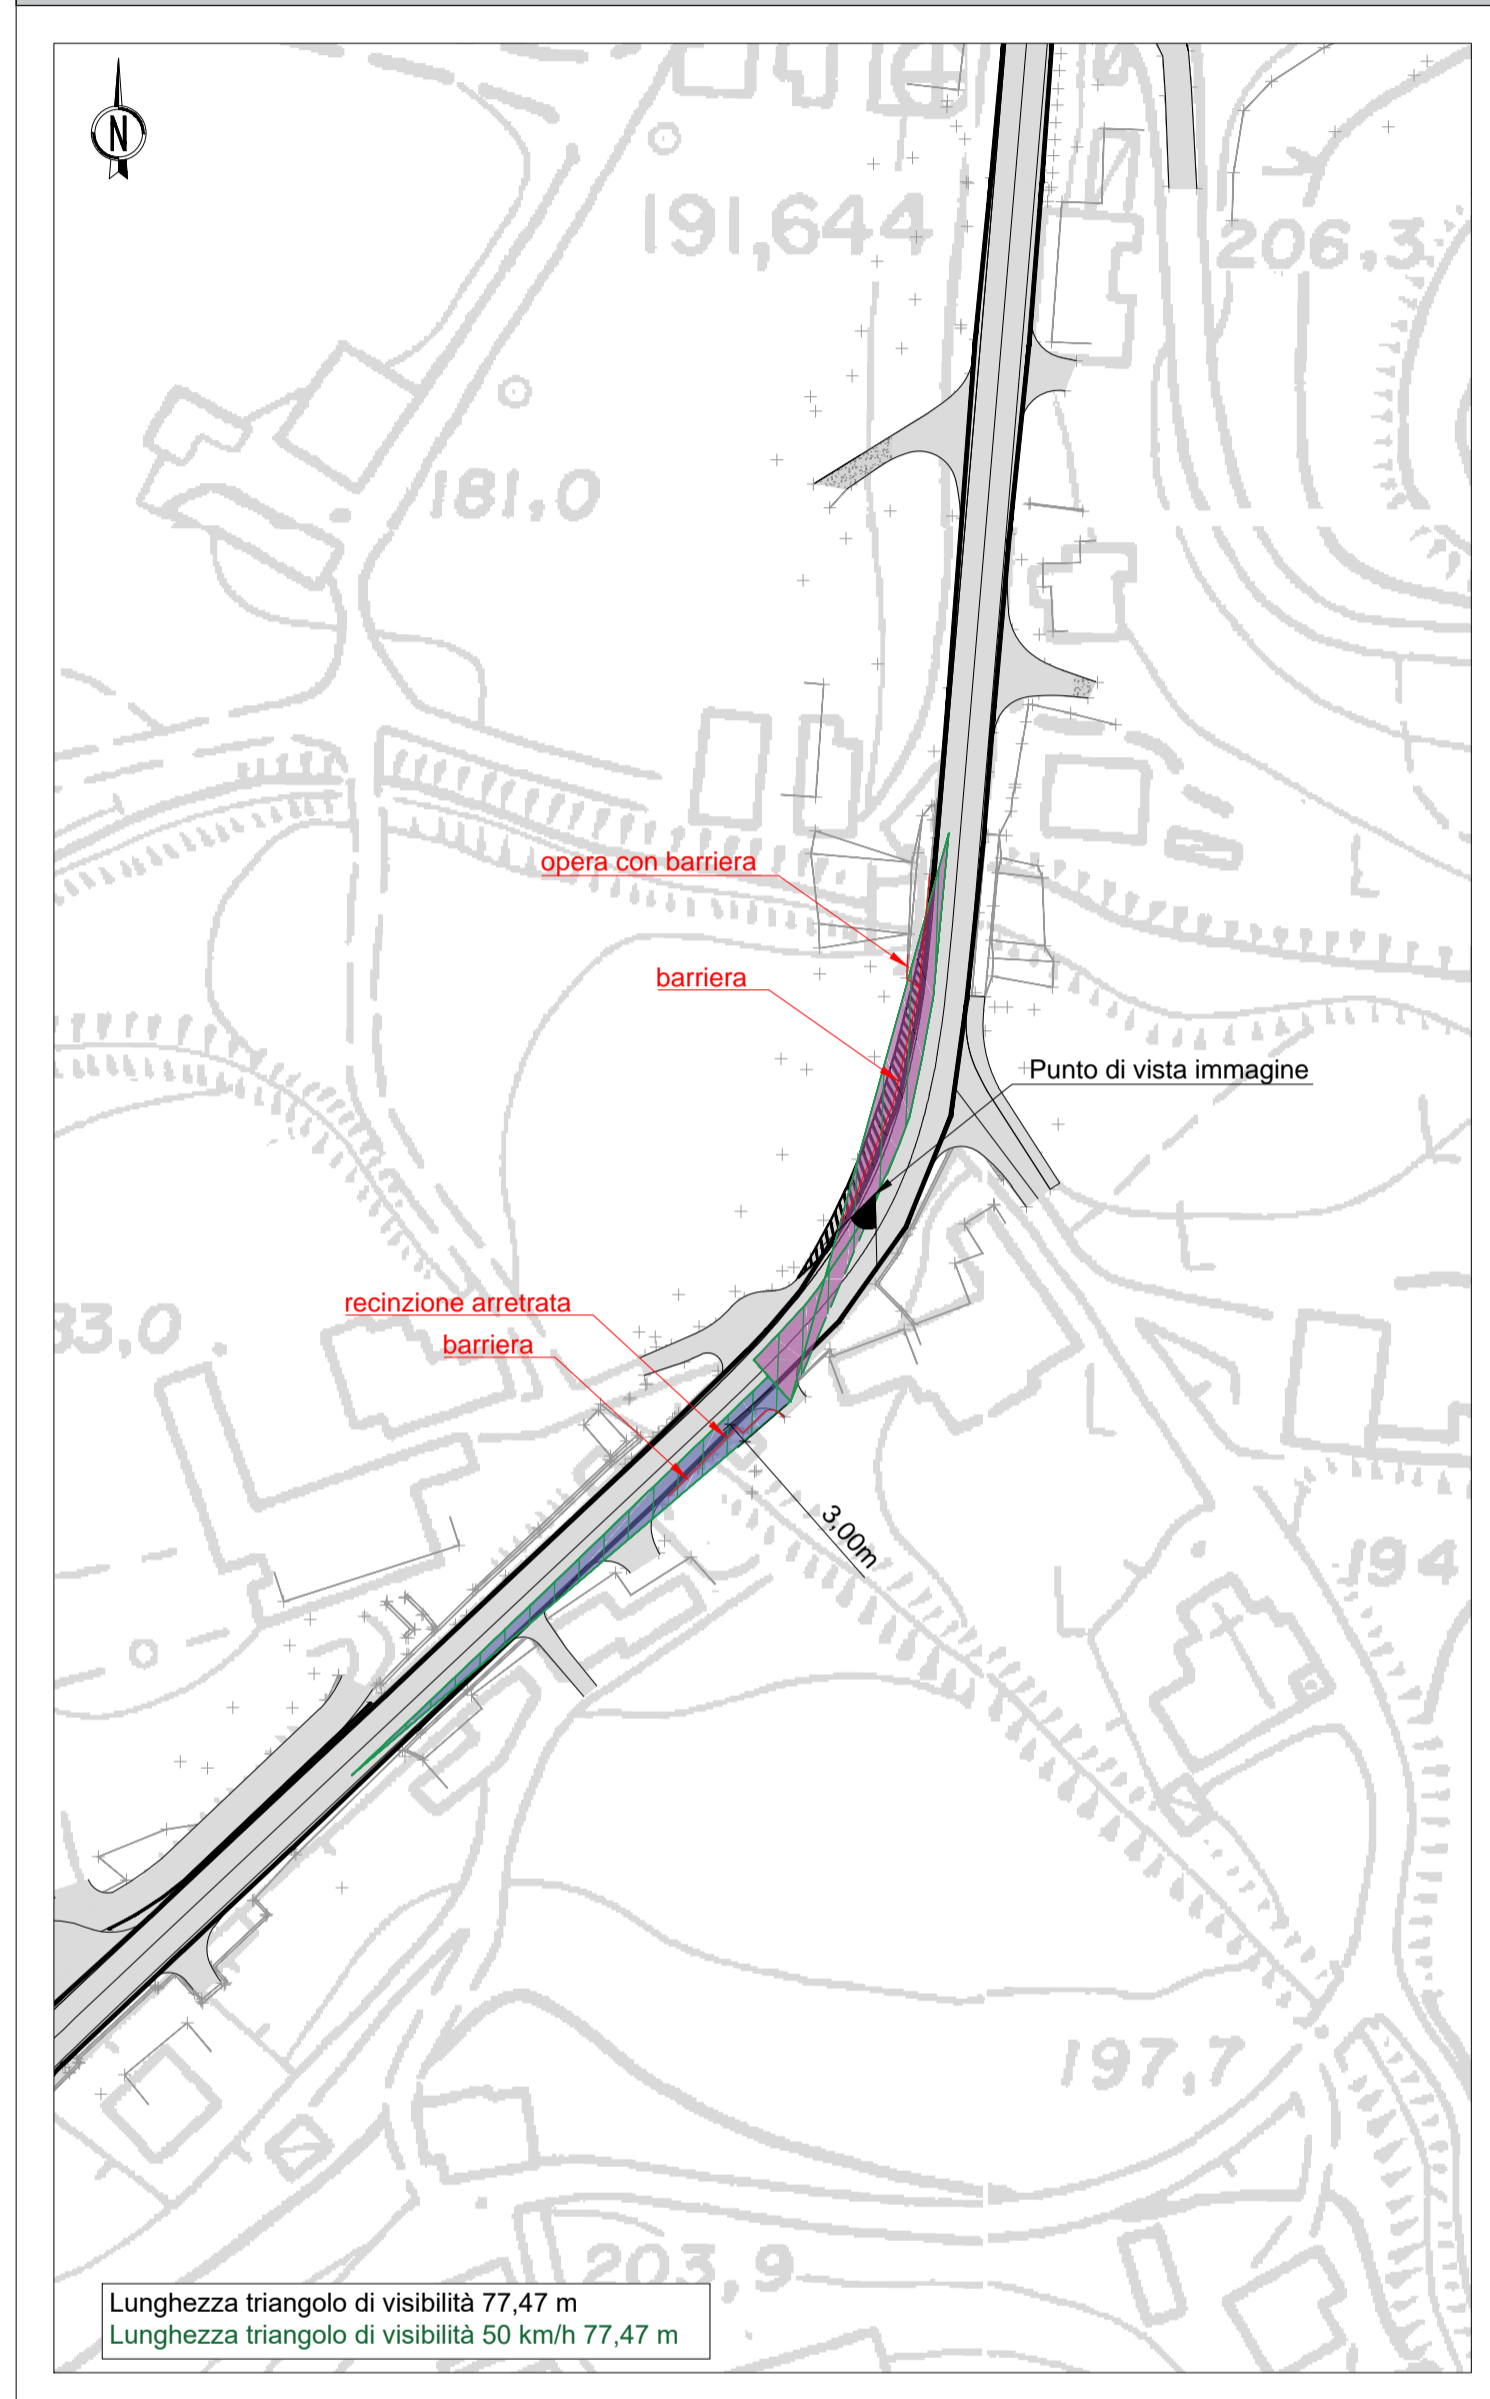 N
191,644
206,3
181,0
opera con barriera
barriera
Punto di vista immagine
recinzione arretrata
barriera
33,0
3,00m
194
197,7
203,9
Lunghezza triangolo di visibilità 77,47 m
Lunghezza triangolo di visibilità 50 km/h 77,47 m